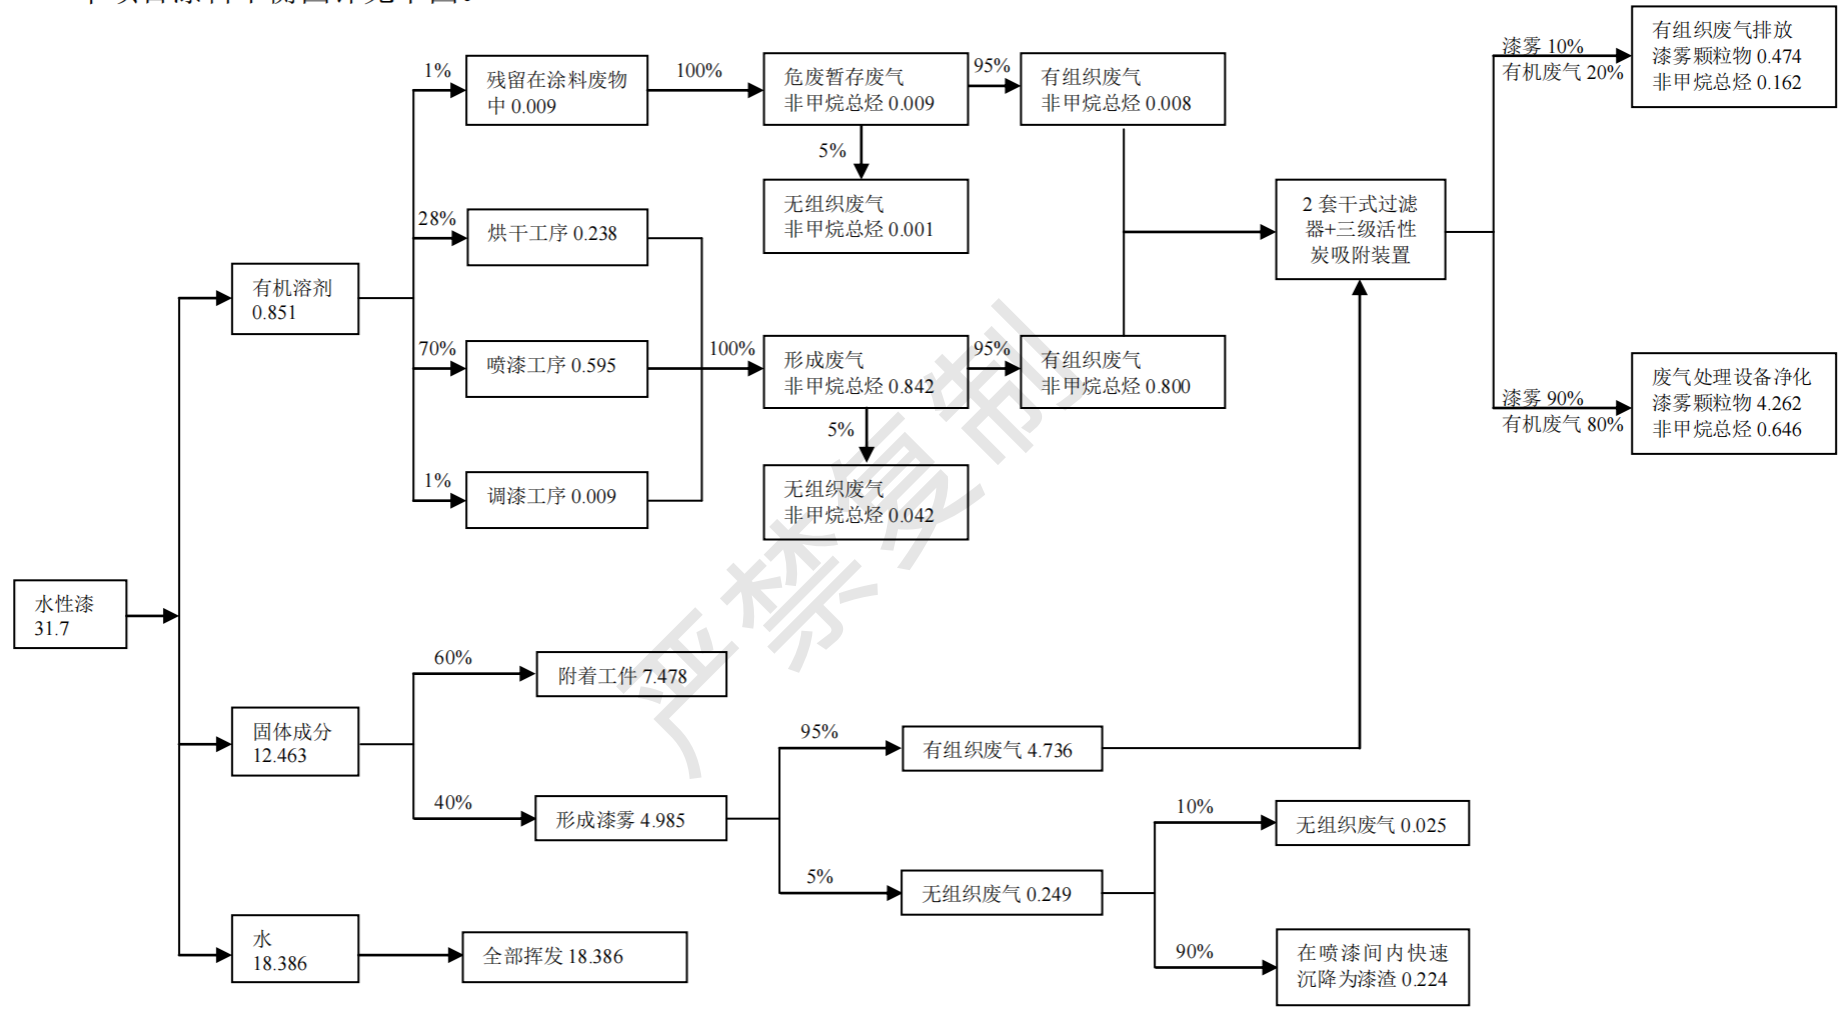 1%
残留在涂料废物
中 0.009
100%
危废暂存废气
非甲烷总烃 0.009
95%
有组织废气
非甲烷总烃 0.008
5%
无组织废气
非甲烷总烃 0.001
漆雾 10%
有机废气 20%
有组织废气排放
漆雾颗粒物 0.474
非甲烷总烃 0.162
28%
烘干工序 0.238
2 套干式过滤
器+三级活性
炭吸附装置
有机溶剂
0.851
70%
喷漆工序 0.595
100%
形成废气
非甲烷总烃 0.842
95%
有组织废气
非甲烷总烃 0.800
5%
无组织废气
非甲烷总烃 0.042
漆雾 90%
有机废气 80%
废气处理设备净化
漆雾颗粒物 4.262
非甲烷总烃 0.646
1%
调漆工序 0.009
水性漆
31.7
60%
附着工件 7.478
固体成分
12.463
40%
形成漆雾 4.985
95%
有组织废气 4.736
5%
无组织废气 0.249
10%
无组织废气 0.025
90%
在喷漆间内快速
沉降为漆渣 0.224
水
18.386
全部挥发 18.386
严禁复制